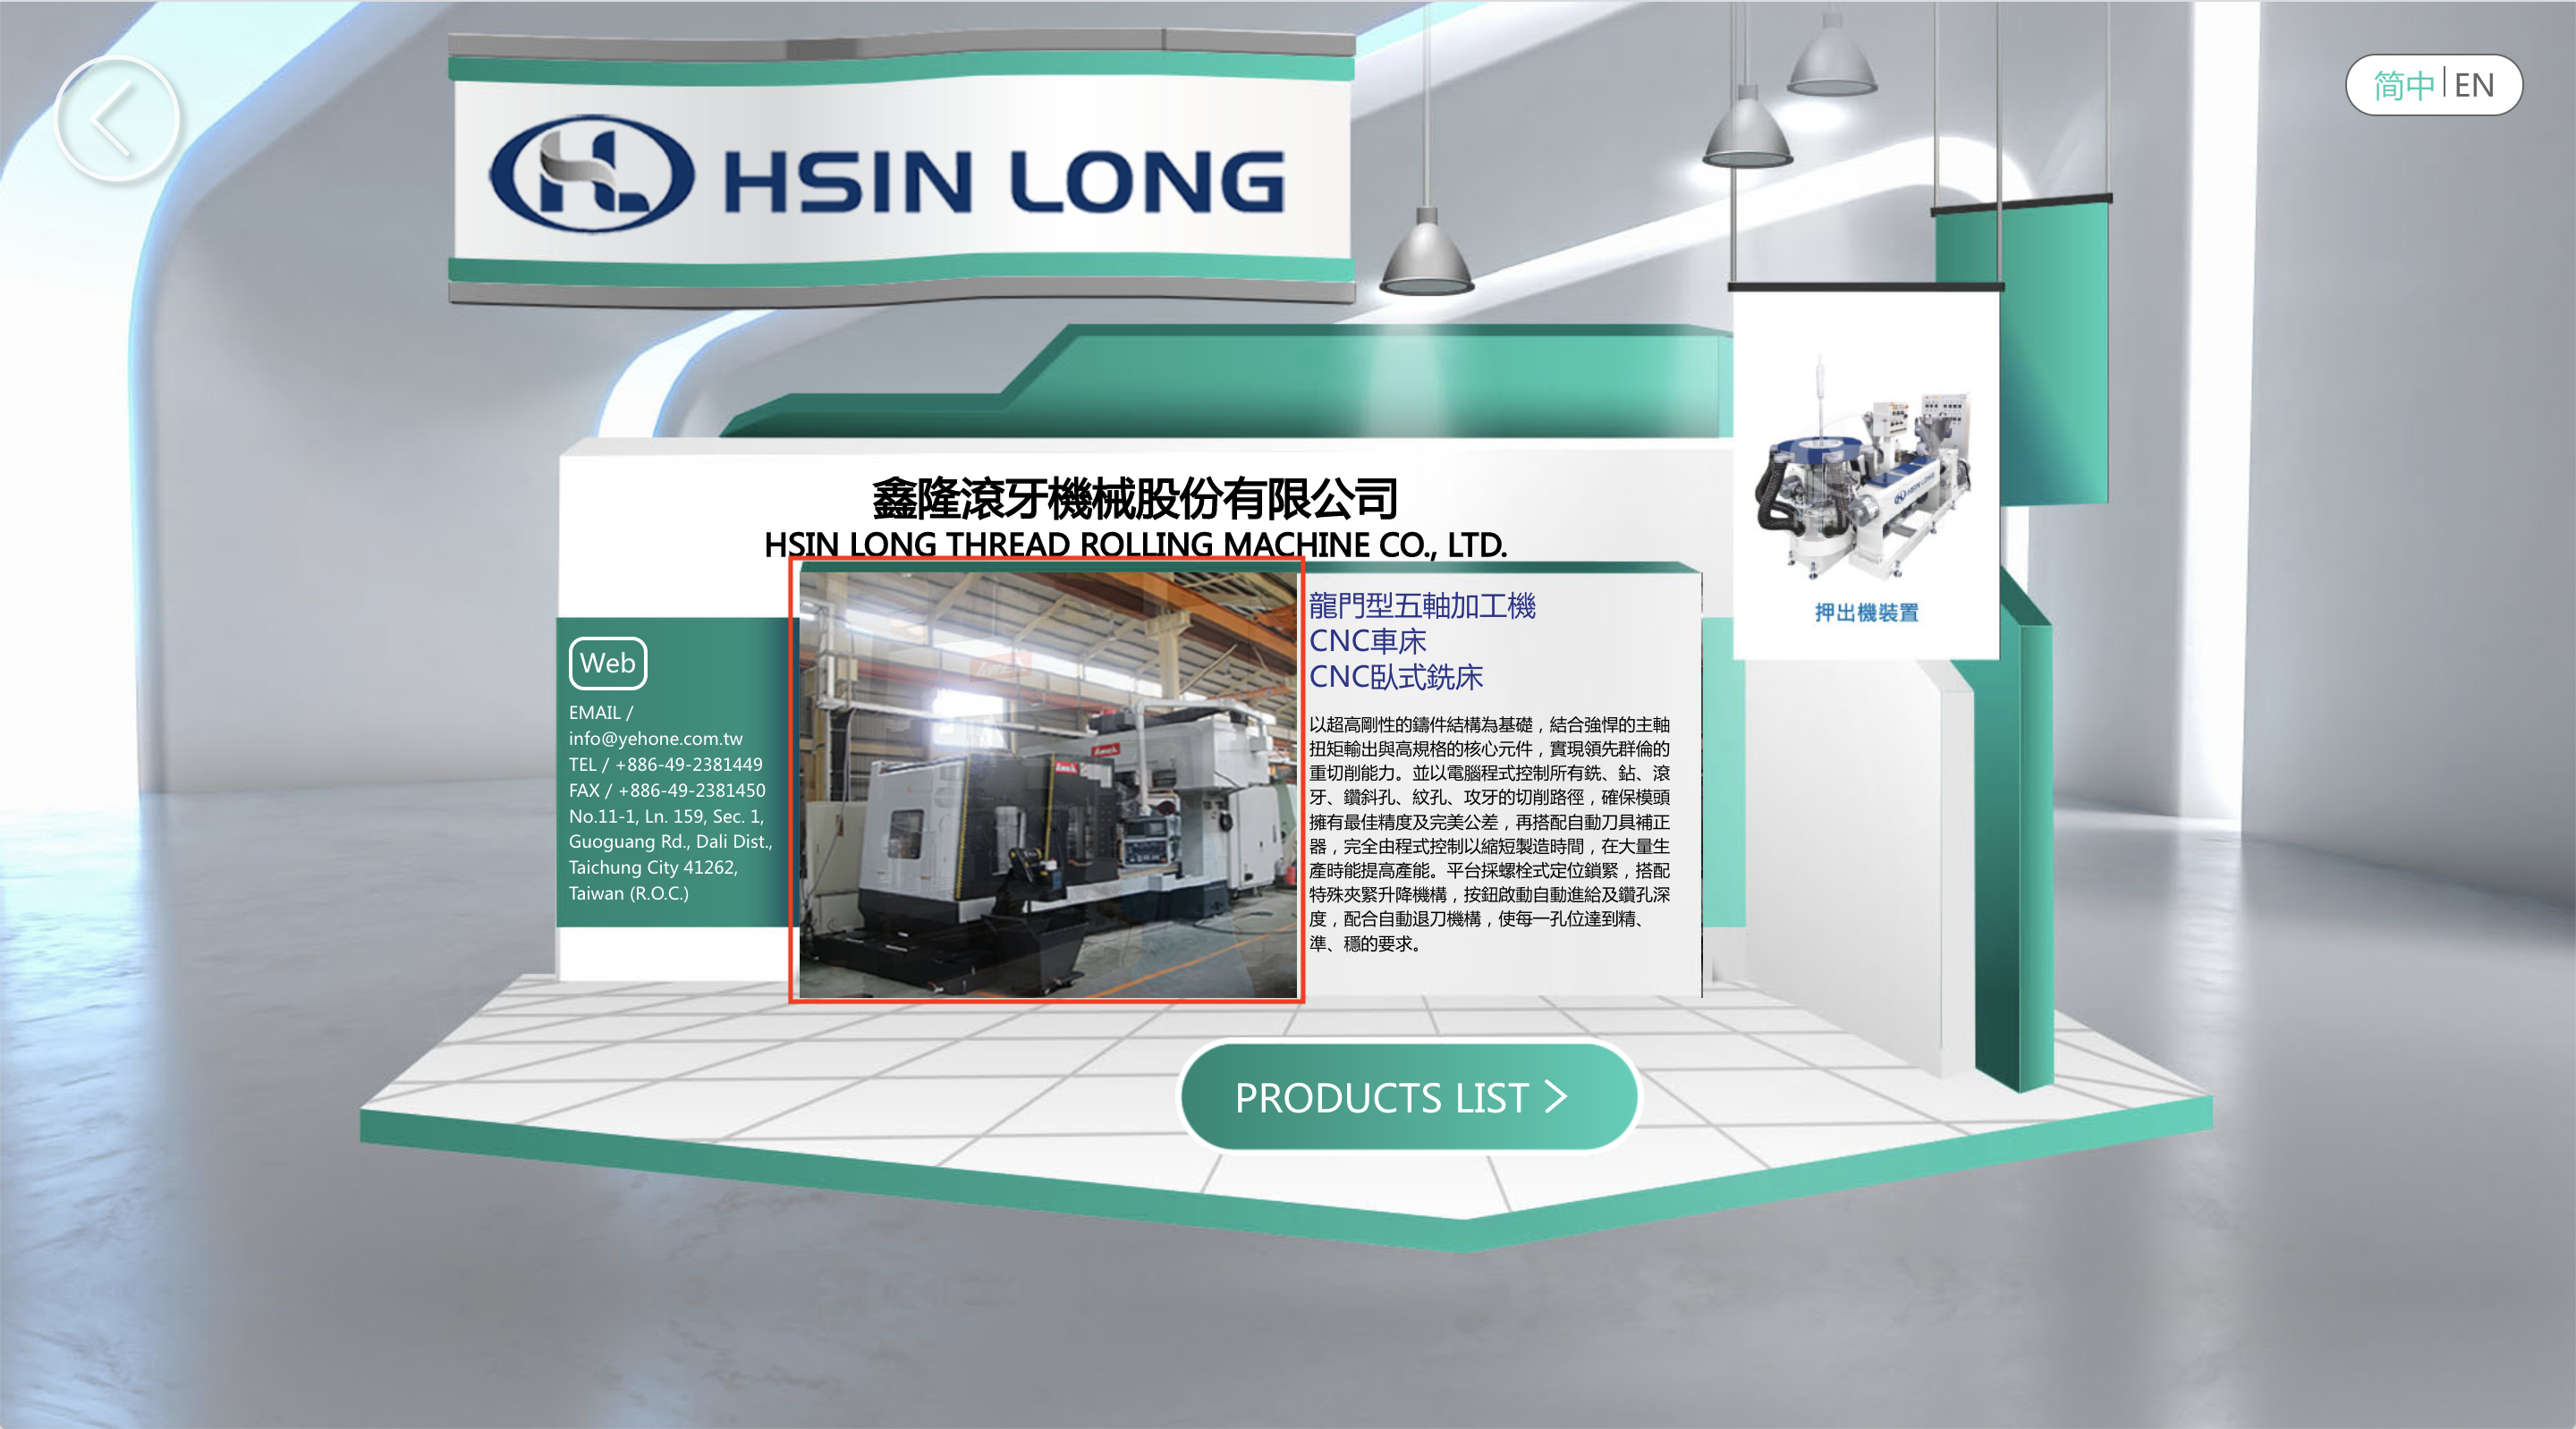 简中 | EN
HSIN LONG
鑫隆滾牙機械股份有限公司
HSIN LONG THREAD ROLLING MACHINE CO., LTD.
Web
EMAIL /
info@yehone.com.tw
TEL / +886-49-2381449
FAX / +886-49-2381450
No.11-1, Ln. 159, Sec. 1,
Guoguang Rd., Dali Dist.,
Taichung City 41262,
Taiwan (R.O.C.)
龍門型五軸加工機
CNC車床
CNC臥式銑床
以超高剛性的鑄件結構為基礎，結合強悍的主軸
扭矩輸出與高規格的核心元件，實現領先群倫的
重切削能力。並以電腦程式控制所有銑、鉆、滾
牙、鑽斜孔、紋孔、攻牙的切削路徑，確保模頭
擁有最佳精度及完美公差，再搭配自動刀具補正
器，完全由程式控制以縮短製造時間，在大量生
產時能提高產能。平台採螺栓式定位鎖緊，搭配
特殊夾緊升降機構，按鈕啟動自動進給及鑽孔深
度，配合自動退刀機構，使每一孔位達到精、
準、穩的要求。
HSIN LONG
押出機裝置
PRODUCTS LIST >